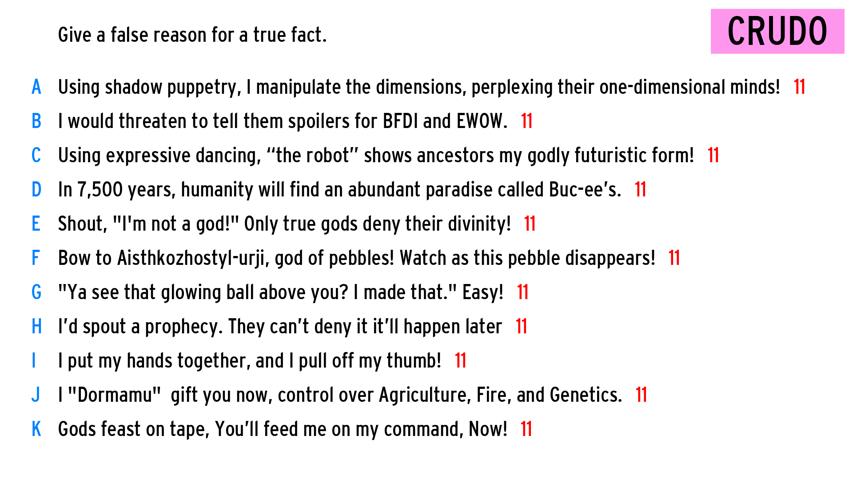 Give a false reason for a true fact.
CRUDO
A Using shadow puppetry, I manipulate the dimensions, perplexing their one-dimensional minds! 11
B I would threaten to tell them spoilers for BFDI and EWOW. 11
C Using expressive dancing, “the robot” shows ancestors my godly futuristic form! 11
D In 7,500 years, humanity will find an abundant paradise called Buc-ee’s. 11
E Shout, "I'm not a god!" Only true gods deny their divinity! 11
F Bow to Aisthkozhostyl-urji, god of pebbles! Watch as this pebble disappears! 11
G "Ya see that glowing ball above you? I made that." Easy! 11
H I’d spout a prophecy. They can’t deny it it’ll happen later 11
I I put my hands together, and I pull off my thumb! 11
J I "Dormamu" gift you now, control over Agriculture, Fire, and Genetics. 11
K Gods feast on tape, You’ll feed me on my command, Now! 11